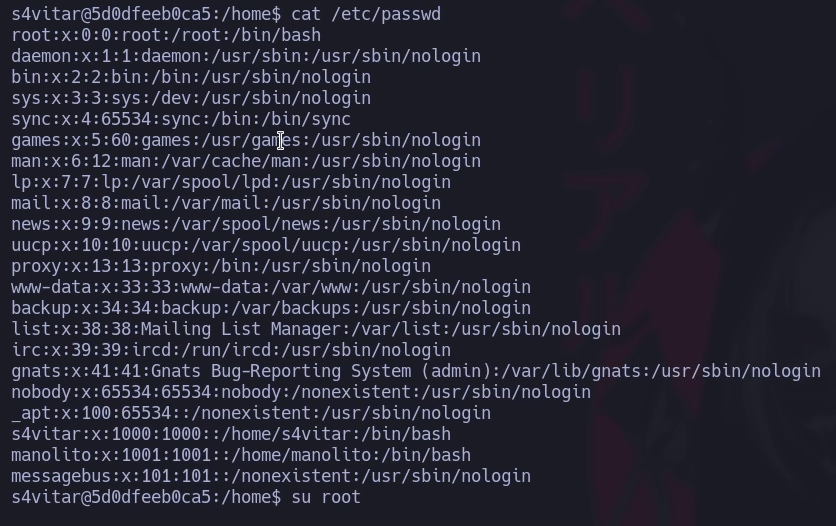 s4vitar@5d0dfeeb0ca5:/home$ cat /etc/passwd
root:x:0:0:root:/root:/bin/bash
daemon:x:1:1:daemon:/usr/sbin:/usr/sbin/nologin
bin:x:2:2:bin:/bin:/usr/sbin/nologin
sys:x:3:3:sys:/dev:/usr/sbin/nologin
sync:x:4:65534:sync:/bin:/bin/sync
games:x:5:60:games:/usr/games:/usr/sbin/nologin
man:x:6:12:man:/var/cache/man:/usr/sbin/nologin
lp:x:7:7:lp:/var/spool/lpd:/usr/sbin/nologin
mail:x:8:8:mail:/var/mail:/usr/sbin/nologin
news:x:9:9:news:/var/spool/news:/usr/sbin/nologin
uucp:x:10:10:uucp:/var/spool/uucp:/usr/sbin/nologin
proxy:x:13:13:proxy:/bin:/usr/sbin/nologin
www-data:x:33:33:www-data:/var/www:/usr/sbin/nologin
backup:x:34:34:backup:/var/backups:/usr/sbin/nologin
list:x:38:38:Mailing List Manager:/var/list:/usr/sbin/nologin
irc:x:39:39:ircd:/run/ircd:/usr/sbin/nologin
gnats:x:41:41:Gnats Bug-Reporting System (admin):/var/lib/gnats:/usr/sbin/nologin
nobody:x:65534:65534:nobody:/nonexistent:/usr/sbin/nologin
_apt:x:100:65534::/nonexistent:/usr/sbin/nologin
s4vitar:x:1000:1000::/home/s4vitar:/bin/bash
manolito:x:1001:1001::/home/manolito:/bin/bash
messagebus:x:101:101::/nonexistent:/usr/sbin/nologin
s4vitar@5d0dfeeb0ca5:/home$ su root